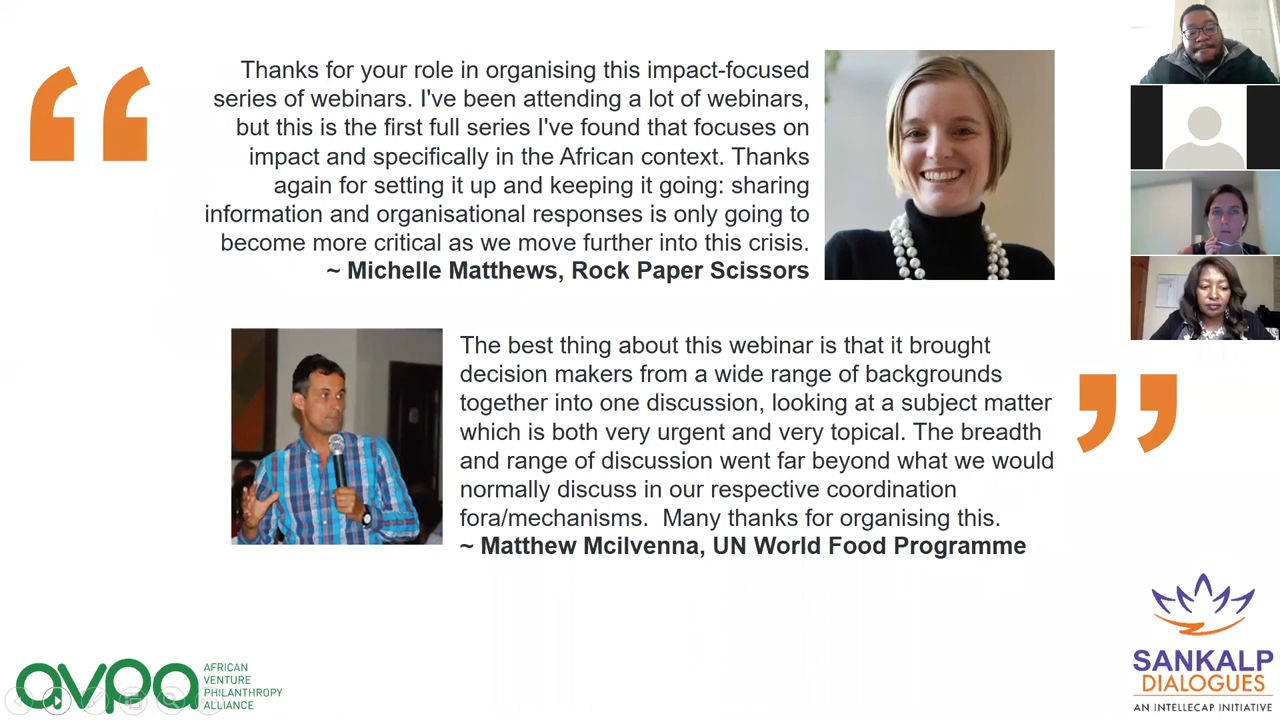 Thanks for your role in organising this impact-focused
series of webinars. I've been attending a lot of webinars,
but this is the first full series I've found that focuses on
impact and specifically in the African context. Thanks
again for setting it up and keeping it going: sharing
information and organisational responses is only going to
become more critical as we move further into this crisis.
~ Michelle Matthews, Rock Paper Scissors
The best thing about this webinar is that it brought
decision makers from a wide range of backgrounds
together into one discussion, looking at a subject matter
which is both very urgent and very topical. The breadth
and range of discussion went far beyond what we would
normally discuss in our respective coordination
fora/mechanisms.  Many thanks for organising this.
~ Matthew Mcilvenna, UN World Food Programme
avpa
AFRICAN
VENTURE
PHILANTHROPY
ALLIANCE
SANKALP
DIALOGUES
AN INTELLECAP INITIATIVE